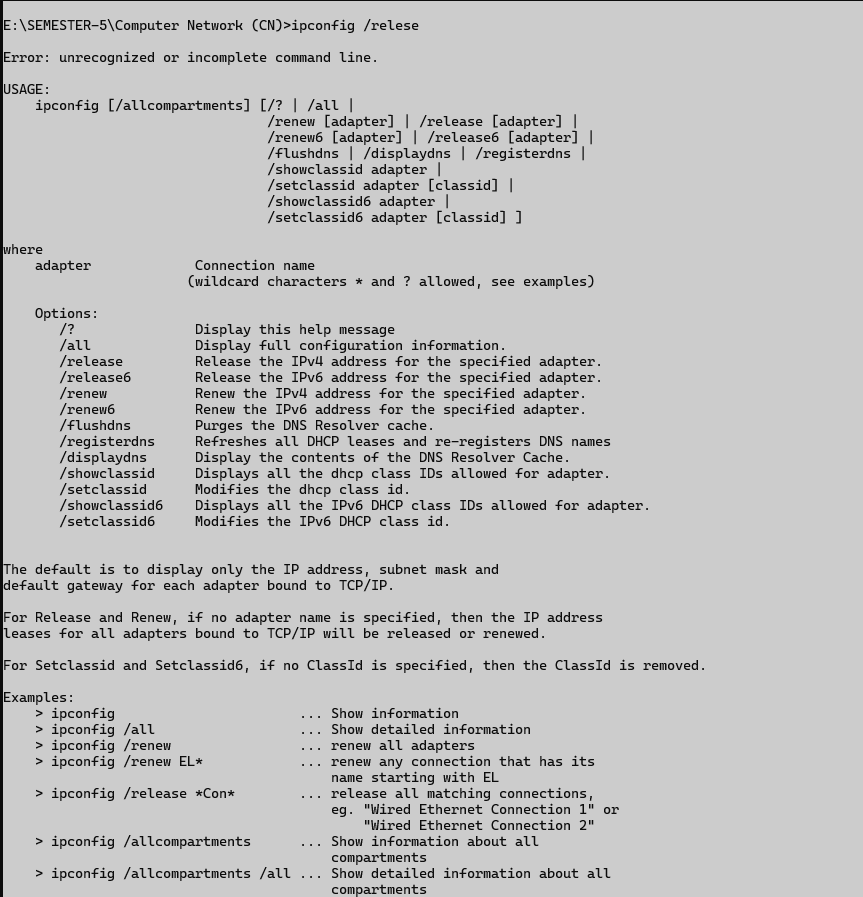 E:\SEMESTER-5\Computer Network (CN)>ipconfig /relese
Error: unrecognized or incomplete command line.
USAGE:
    ipconfig [/allcompartments] [/? | /all |
                                 /renew [adapter] | /release [adapter] |
                                 /renew6 [adapter] | /release6 [adapter] |
                                 /flushdns | /displaydns | /registerdns |
                                 /showclassid adapter |
                                 /setclassid adapter [classid] |
                                 /showclassid6 adapter |
                                 /setclassid6 adapter [classid] ]
where
    adapter             Connection name
                       (wildcard characters * and ? allowed, see examples)
    Options:
       /?               Display this help message
       /all             Display full configuration information.
       /release         Release the IPv4 address for the specified adapter.
       /release6        Release the IPv6 address for the specified adapter.
       /renew           Renew the IPv4 address for the specified adapter.
       /renew6          Renew the IPv6 address for the specified adapter.
       /flushdns        Purges the DNS Resolver cache.
       /registerdns     Refreshes all DHCP leases and re-registers DNS names
       /displaydns      Display the contents of the DNS Resolver Cache.
       /showclassid     Displays all the dhcp class IDs allowed for adapter.
       /setclassid      Modifies the dhcp class id.
       /showclassid6    Displays all the IPv6 DHCP class IDs allowed for adapter.
       /setclassid6     Modifies the IPv6 DHCP class id.
The default is to display only the IP address, subnet mask and
default gateway for each adapter bound to TCP/IP.
For Release and Renew, if no adapter name is specified, then the IP address
leases for all adapters bound to TCP/IP will be released or renewed.
For Setclassid and Setclassid6, if no ClassId is specified, then the ClassId is removed.
Examples:
    > ipconfig                       ... Show information
    > ipconfig /all                  ... Show detailed information
    > ipconfig /renew                ... renew all adapters
    > ipconfig /renew EL*            ... renew any connection that has its
                                         name starting with EL
    > ipconfig /release *Con*        ... release all matching connections,
                                         eg. "Wired Ethernet Connection 1" or
                                             "Wired Ethernet Connection 2"
    > ipconfig /allcompartments      ... Show information about all
                                         compartments
    > ipconfig /allcompartments /all ... Show detailed information about all
                                         compartments